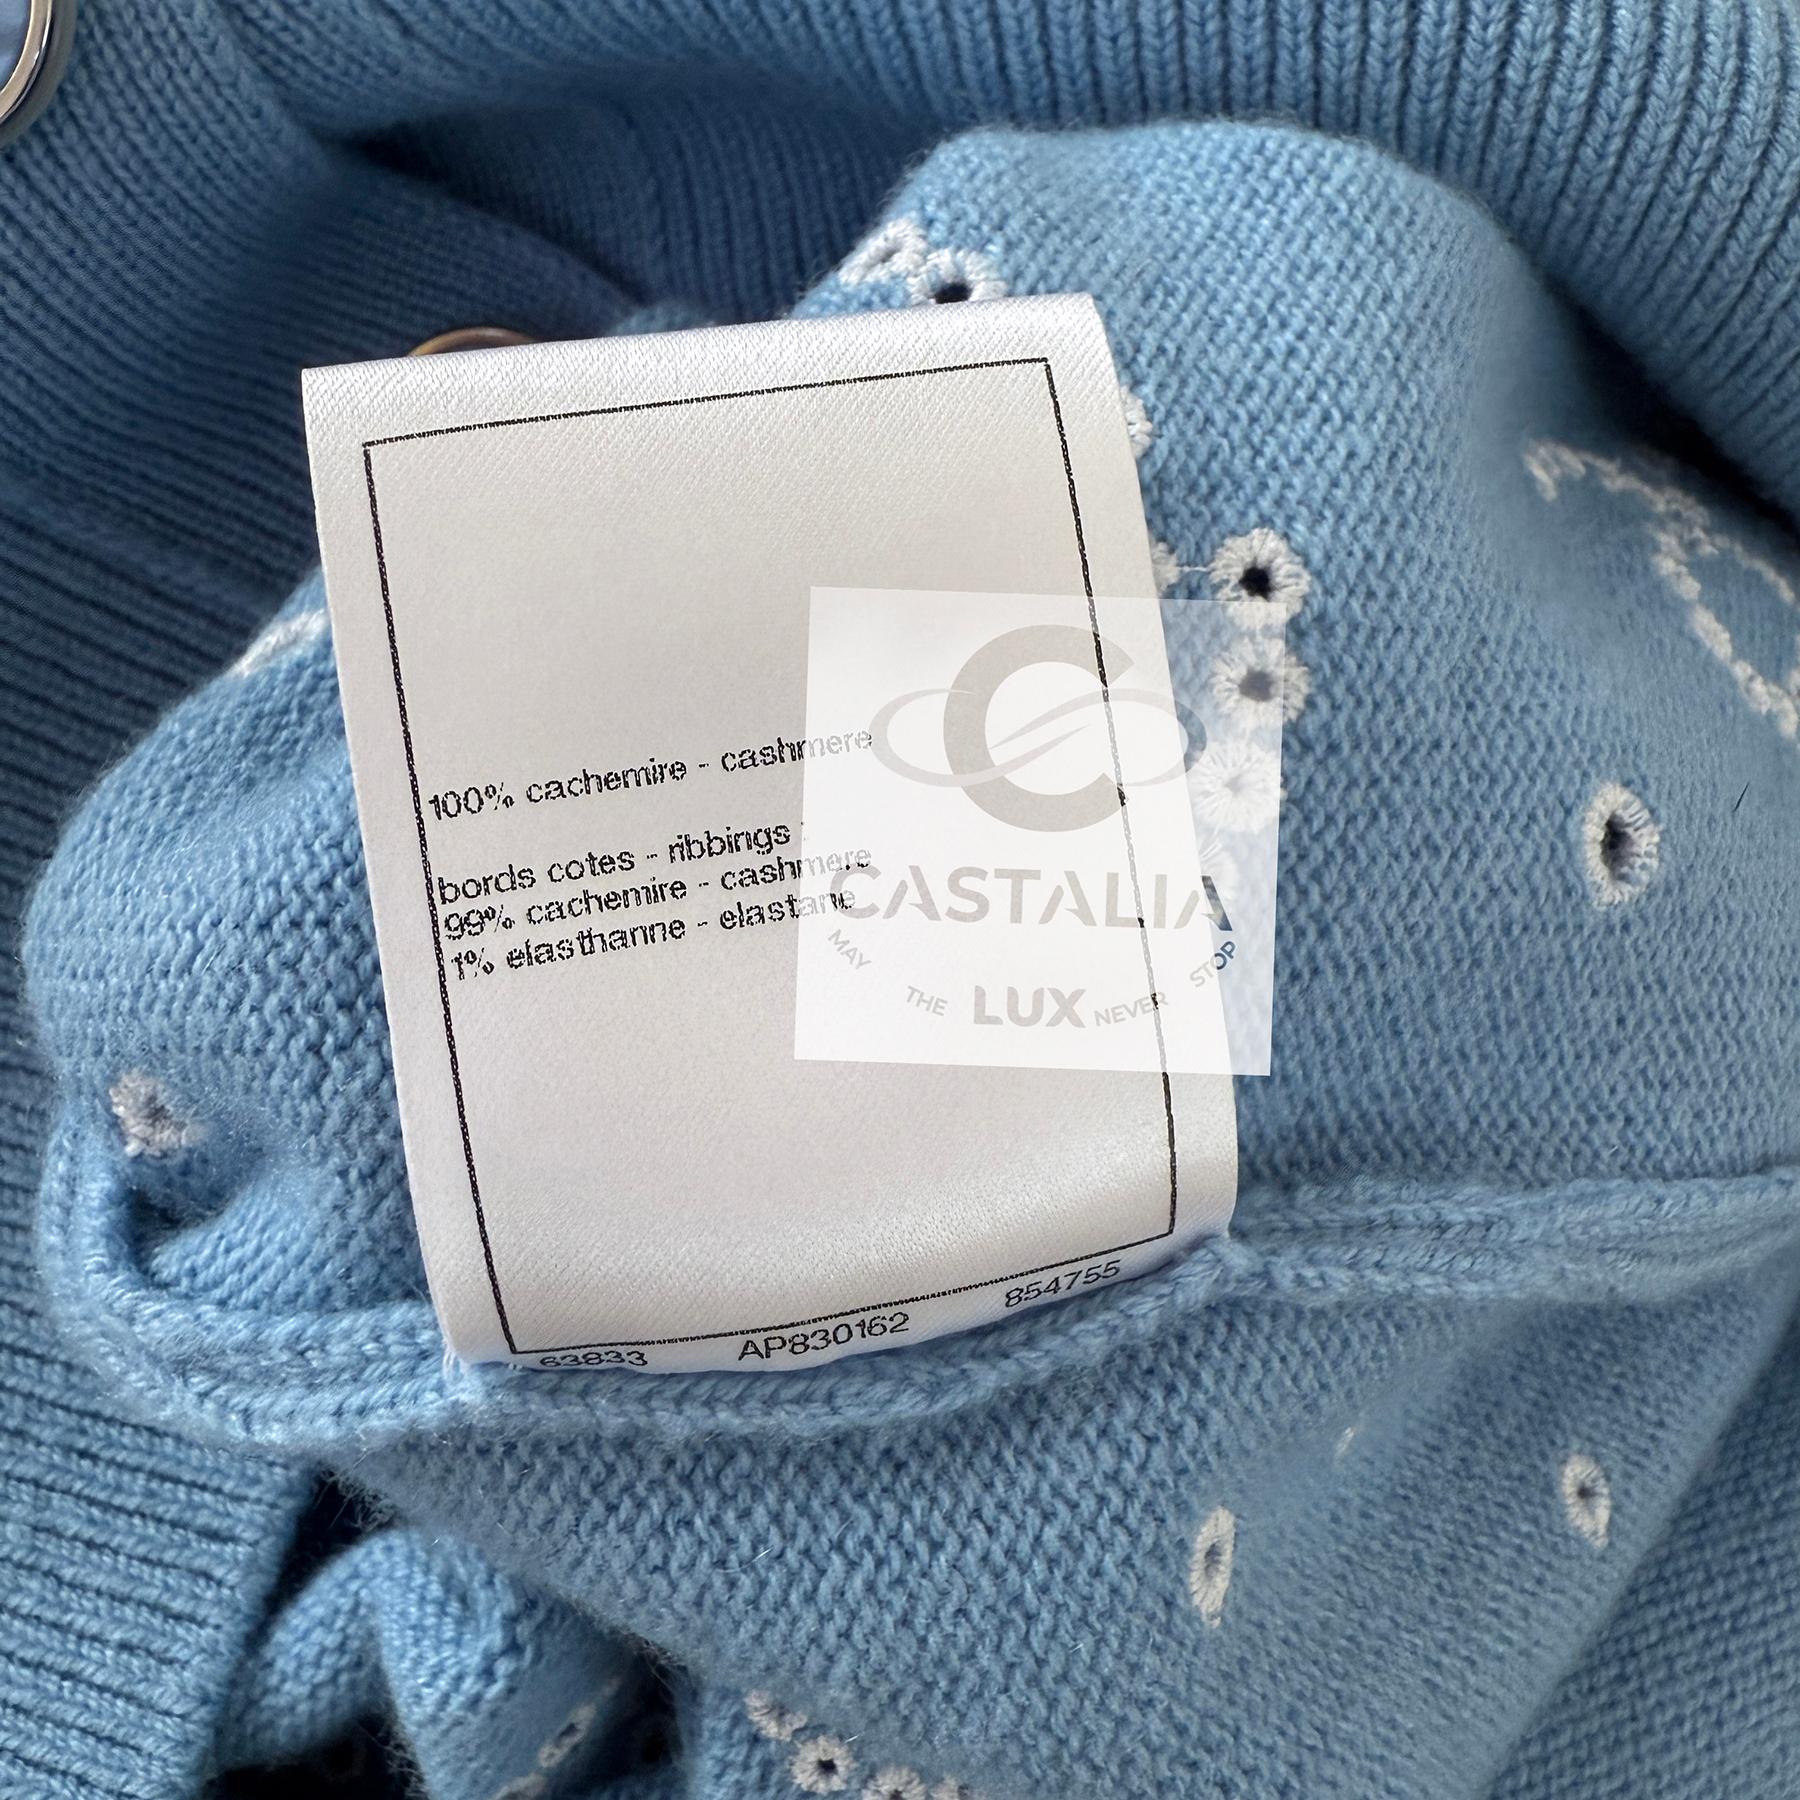 100% cachemire - cashmere
bords cotes - ribbings :
99% cachemire - cashmere
1% elasthanne - elastane
CASTALIA
MAY THE LUX NEVER STOP
63833 AP830162 854755